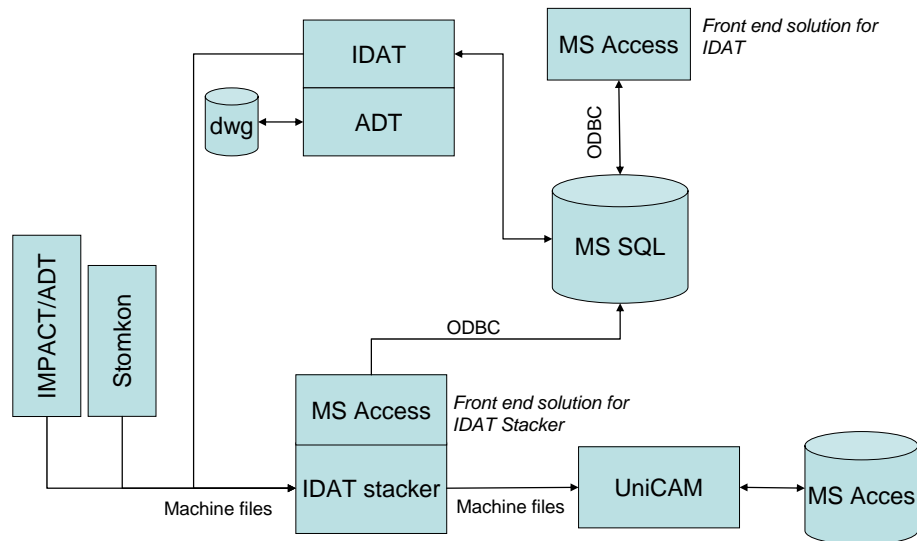 IDAT
ADT
dwg
MS Access
Front end solution for
IDAT
ODBC
MS SQL
IMPACT/ADT
Stomkon
ODBC
MS Access
Front end solution for
IDAT Stacker
IDAT stacker
Machine files
Machine files
UniCAM
MS Acces